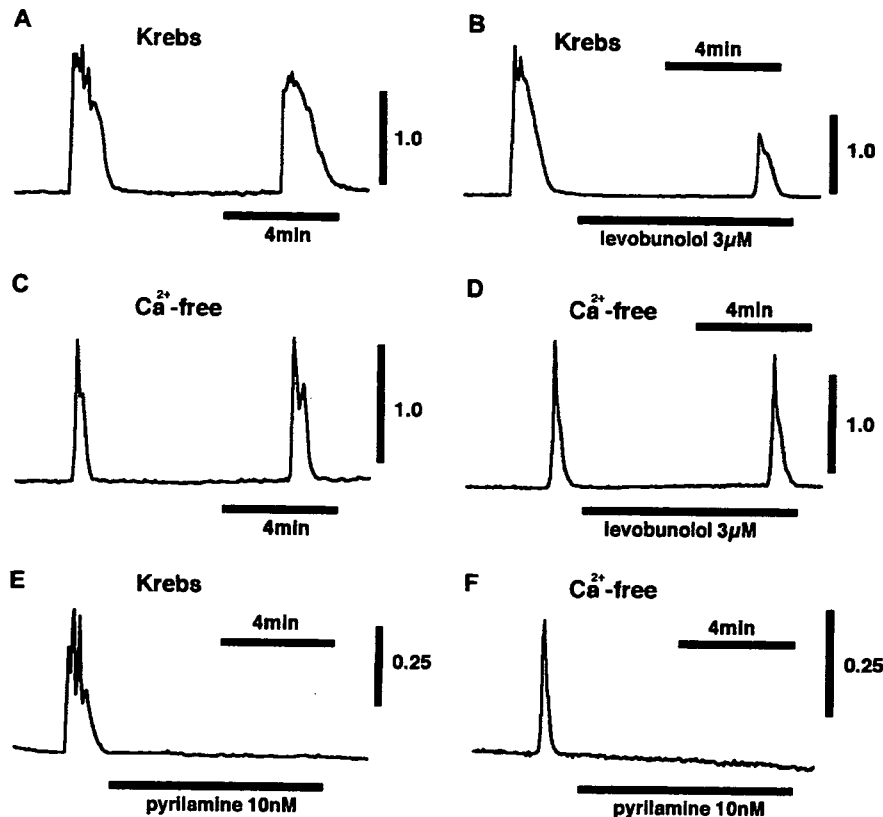 A
Krebs
1.0
4min
B
Krebs
4min
1.0
levobunolol 3µM
C
Ca²⁺-free
1.0
4min
D
Ca²⁺-free
4min
1.0
levobunolol 3µM
E
Krebs
4min
0.25
pyrilamine 10nM
F
Ca²⁺-free
4min
0.25
pyrilamine 10nM